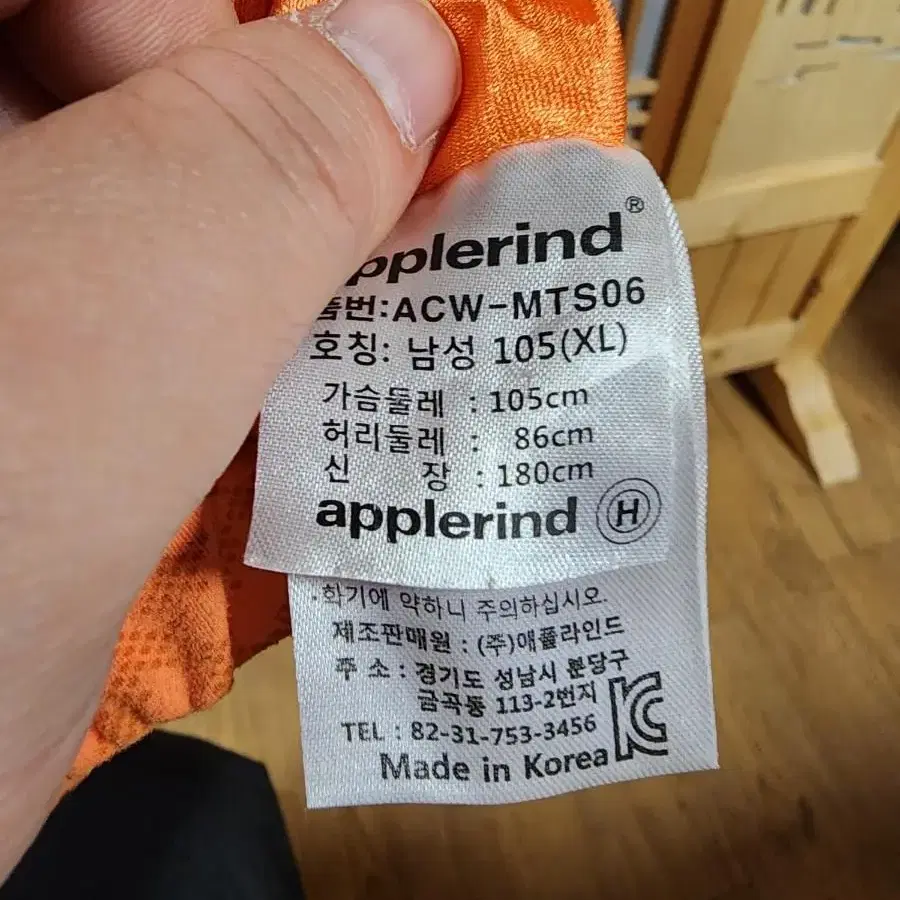 applerind®
품번:ACW-MTS06
호칭: 남성 105(XL)
가슴둘레 : 105cm
허리둘레 : 86cm
신 장 : 180cm
applerind H
·화기에 약하니 주의하십시오.
제조판매원 : (주)애플라인드
주 소 : 경기도 성남시 분당구
금곡동 113-2번지
TEL : 82-31-753-3456
Made in Korea